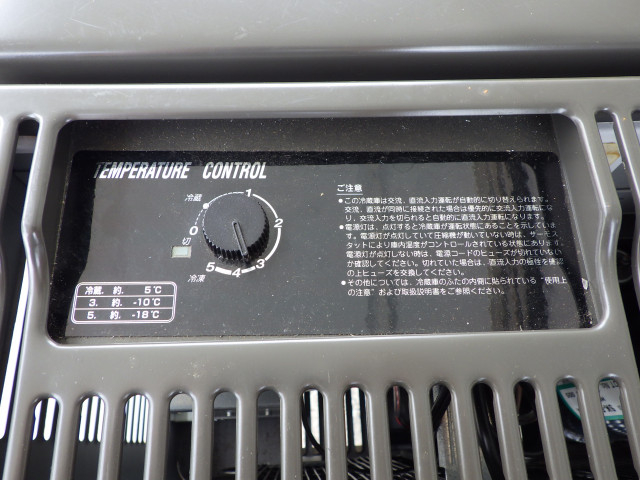 TEMPERATURE CONTROL
冷蔵
0
切
1
2
3
4
5
冷凍
冷蔵. 約. 5℃
3. 約. -10℃
5. 約. -18℃
ご注意
●この冷蔵庫は交流、直流入力運転が自動的に切り替えられます。
交流、直流が同時に接続された場合は優先的に交流入力運転にな
り、交流入力を切られると自動的に直流入力運転になります。
●電源灯は、点灯すると冷蔵庫が運転状態にあることを示していま
す。電源灯が点灯していて圧縮機が動いていない時は、サーモス
タットにより庫内温度がコントロールされている状態にあります。
電源灯が点灯しない時は、電源コードのヒューズが切れていない
か確認してください。切れていた場合は、直流入力の極性を確認
の上ヒューズを交換してください。
●その他については、冷蔵庫のふたの内側に貼られている "使用上
の注意" および取扱説明書をご参照ください。